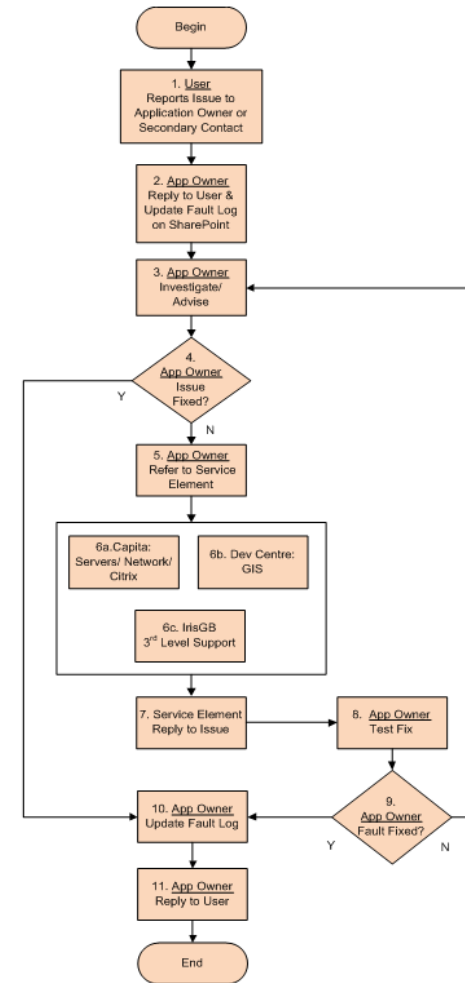 Begin
1. User
Reports Issue to
Application Owner or
Secondary Contact
2. App Owner
Reply to User &
Update Fault Log
on SharePoint
3. App Owner
Investigate/
Advise
4.
App Owner
Issue
Fixed?
Y
N
5. App Owner
Refer to Service
Element
6a.Capita:
Servers/ Network/
Citrix
6b. Dev Centre:
GIS
6c. IrisGB
3rd Level Support
7. Service Element
Reply to Issue
8. App Owner
Test Fix
9.
App Owner
Fault Fixed?
Y
N
10. App Owner
Update Fault Log
11. App Owner
Reply to User
End